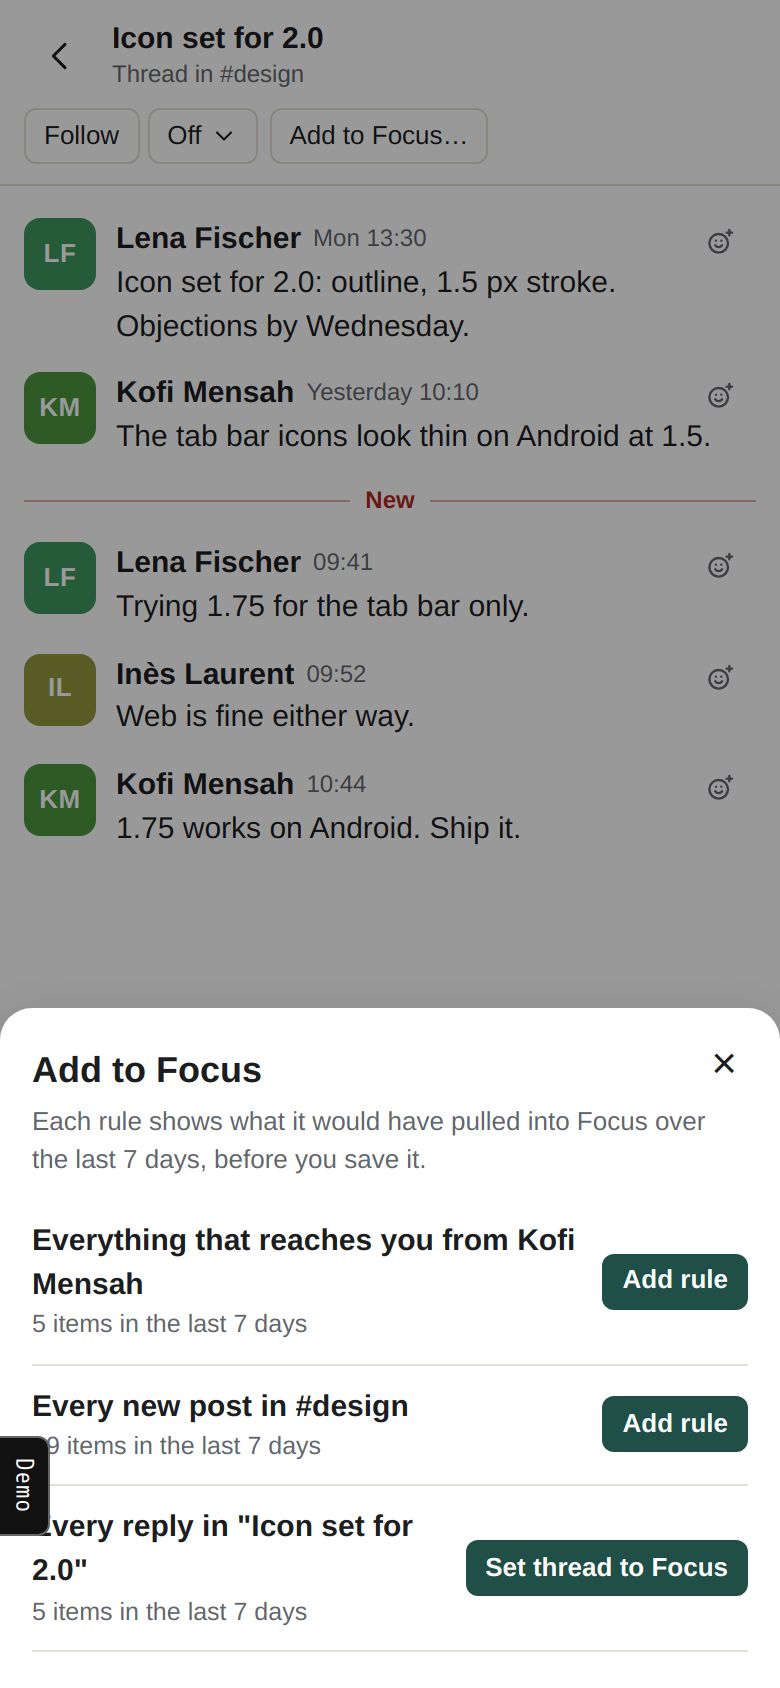 Icon set for 2.0
Thread in #design
Follow
Off
Add to Focus…
LF
Lena Fischer Mon 13:30
Icon set for 2.0: outline, 1.5 px stroke.
Objections by Wednesday.
KM
Kofi Mensah Yesterday 10:10
The tab bar icons look thin on Android at 1.5.
New
LF
Lena Fischer 09:41
Trying 1.75 for the tab bar only.
IL
Inès Laurent 09:52
Web is fine either way.
KM
Kofi Mensah 10:44
1.75 works on Android. Ship it.
Add to Focus
Each rule shows what it would have pulled into Focus over
the last 7 days, before you save it.
Everything that reaches you from Kofi
Mensah
5 items in the last 7 days
Add rule
Every new post in #design
items in the last 7 days
Add rule
Demo
Every reply in "Icon set for
2.0"
5 items in the last 7 days
Set thread to Focus